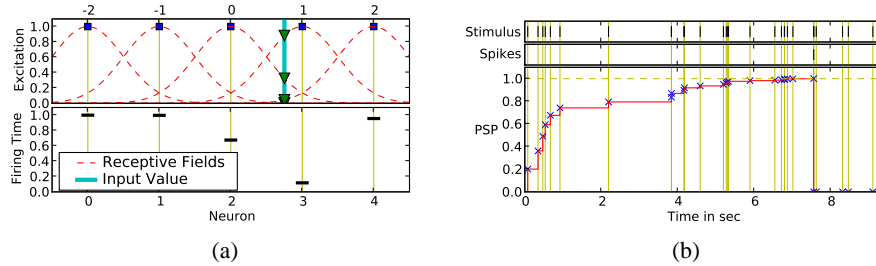 -2 -1 0 1 2
1.0
0.8
0.6
0.4
0.2
0.0
Excitation
1.0
0.8
0.6
0.4
0.2
0.0
Firing Time
Receptive Fields
Input Value
0 1 2 3 4
Neuron
(a)
Stimulus
Spikes
1.0
0.8
0.6
0.4
0.2
0.0
PSP
0 2 4 6 8
Time in sec
(b)